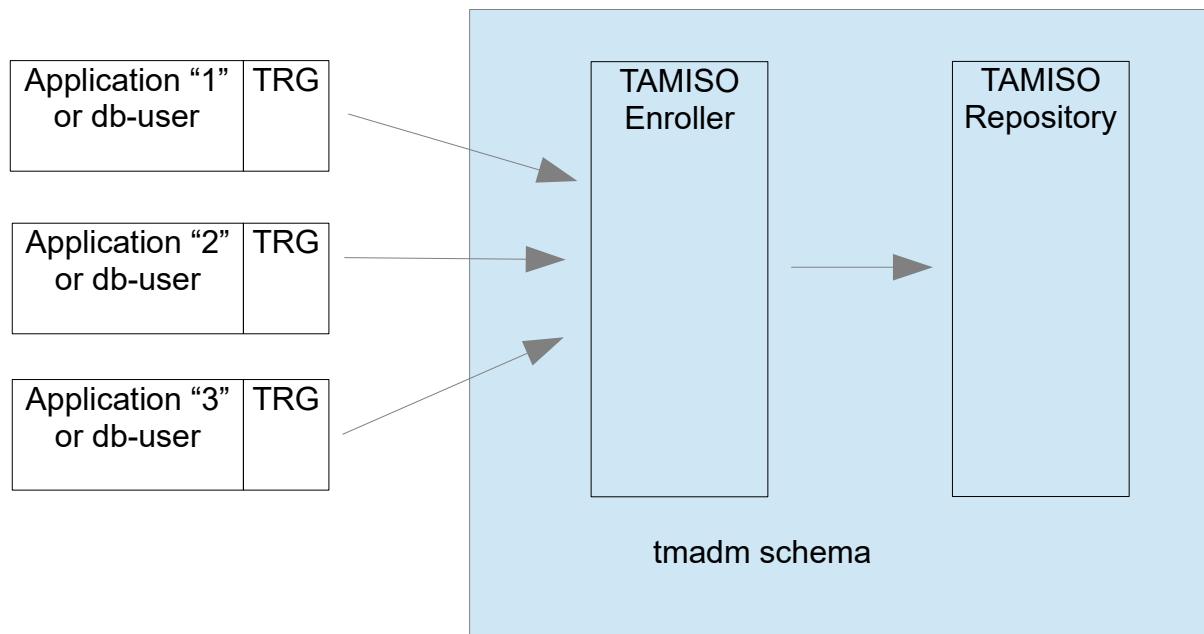 Application “1”
or db-user
TRG
Application “2”
or db-user
TRG
Application “3”
or db-user
TRG
TAMISO
Enroller
TAMISO
Repository
tmadm schema